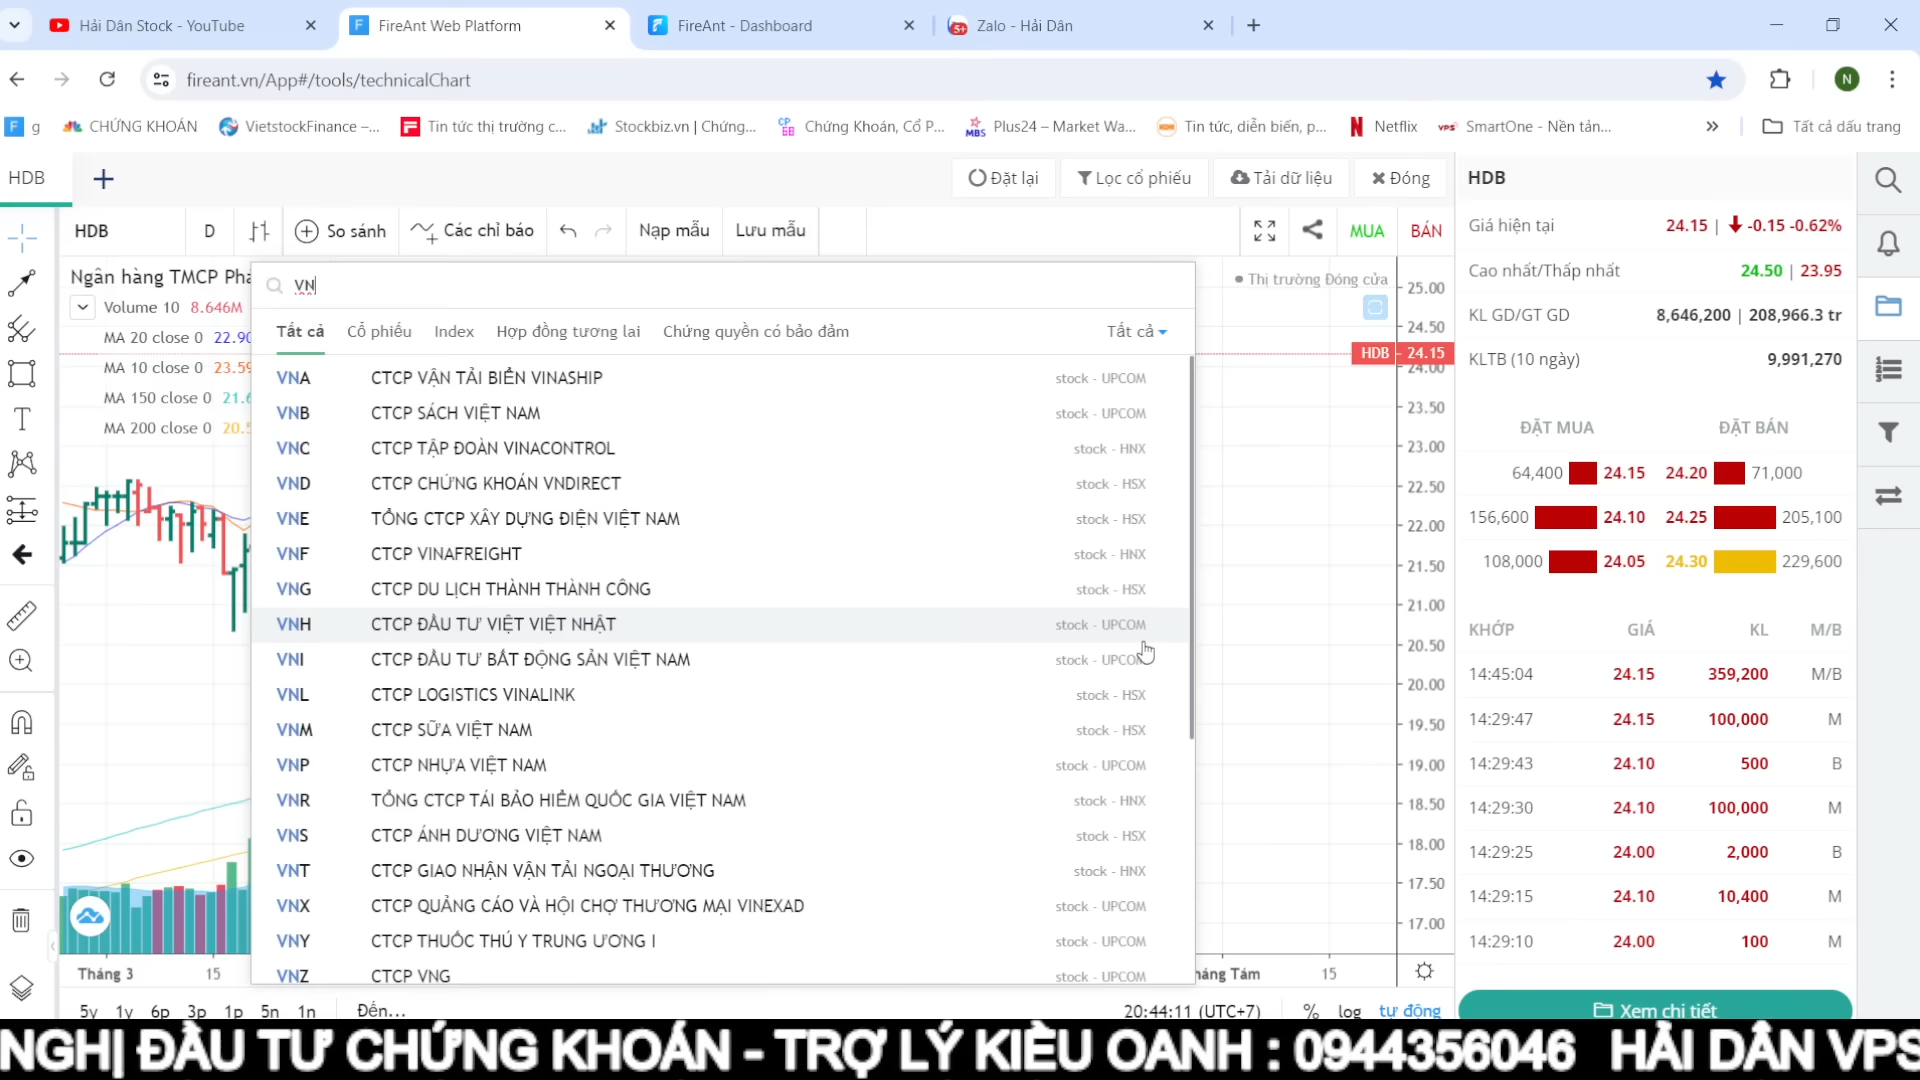 Hải Dân Stock - YouTube
FireAnt Web Platform
FireAnt - Dashboard
5+
Zalo - Hải Dân
fireant.vn/App#/tools/technicalChart
N
g
CHỨNG KHOÁN
VietstockFinance –...
Tin tức thị trường c...
Stockbiz.vn | Chứng...
Chứng Khoán, Cổ P...
MBS
Plus24 – Market Wa...
Tin tức, diễn biến, p...
Netflix
VPS
SmartOne - Nền tản...
Tất cả dấu trang
HDB
Đặt lại
Lọc cổ phiếu
Tải dữ liệu
Đóng
HDB
HDB
D
So sánh
Các chỉ báo
Nạp mẫu
Lưu mẫu
MUA
BÁN
Ngân hàng TMCP Phá
Volume 10 8.646M
MA 20 close 0 22.90
MA 10 close 0 23.59
MA 150 close 0 21.6
MA 200 close 0 20.5
Thị trường Đóng cửa
VN
Tất cả
Cổ phiếu
Index
Hợp đồng tương lai
Chứng quyền có bảo đảm
Tất cả
VNA CTCP VẬN TẢI BIỂN VINASHIP stock - UPCOM
VNB CTCP SÁCH VIỆT NAM stock - UPCOM
VNC CTCP TẬP ĐOÀN VINACONTROL stock - HNX
VND CTCP CHỨNG KHOÁN VNDIRECT stock - HSX
VNE TỔNG CTCP XÂY DỰNG ĐIỆN VIỆT NAM stock - HSX
VNF CTCP VINAFREIGHT stock - HNX
VNG CTCP DU LỊCH THÀNH THÀNH CÔNG stock - HSX
VNH CTCP ĐẦU TƯ VIỆT VIỆT NHẬT stock - UPCOM
VNI CTCP ĐẦU TƯ BẤT ĐỘNG SẢN VIỆT NAM stock - UPCOM
VNL CTCP LOGISTICS VINALINK stock - HSX
VNM CTCP SỮA VIỆT NAM stock - HSX
VNP CTCP NHỰA VIỆT NAM stock - UPCOM
VNR TỔNG CTCP TÁI BẢO HIỂM QUỐC GIA VIỆT NAM stock - HNX
VNS CTCP ÁNH DƯƠNG VIỆT NAM stock - HSX
VNT CTCP GIAO NHẬN VẬN TẢI NGOẠI THƯƠNG stock - HNX
VNX CTCP QUẢNG CÁO VÀ HỘI CHỢ THƯƠNG MẠI VINEXAD stock - UPCOM
VNY CTCP THUỐC THÚ Y TRUNG ƯƠNG I stock - UPCOM
VNZ CTCP VNG stock - UPCOM
25.00
24.50
HDB 24.15
24.00
23.50
23.00
22.50
22.00
21.50
21.00
20.50
20.00
19.50
19.00
18.50
18.00
17.50
17.00
Tháng 3
15
háng Tám
15
5y 1y 6p 3p 1p 5n 1n
Đến...
20:44:11 (UTC+7)
%
log
tự động
Giá hiện tại 24.15 | -0.15 -0.62%
Cao nhất/Thấp nhất 24.50 | 23.95
KL GD/GT GD 8,646,200 | 208,966.3 tr
KLTB (10 ngày) 9,991,270
ĐẶT MUA ĐẶT BÁN
64,400 24.15 24.20 71,000
156,600 24.10 24.25 205,100
108,000 24.05 24.30 229,600
KHỚP GIÁ KL M/B
14:45:04 24.15 359,200 M/B
14:29:47 24.15 100,000 M
14:29:43 24.10 500 B
14:29:30 24.10 100,000 M
14:29:25 24.00 2,000 B
14:29:15 24.10 10,400 M
14:29:10 24.00 100 M
Xem chi tiết
NGHỊ ĐẦU TƯ CHỨNG KHOÁN - TRỢ LÝ KIỀU OANH : 0944356046 HẢI DÂN VPS